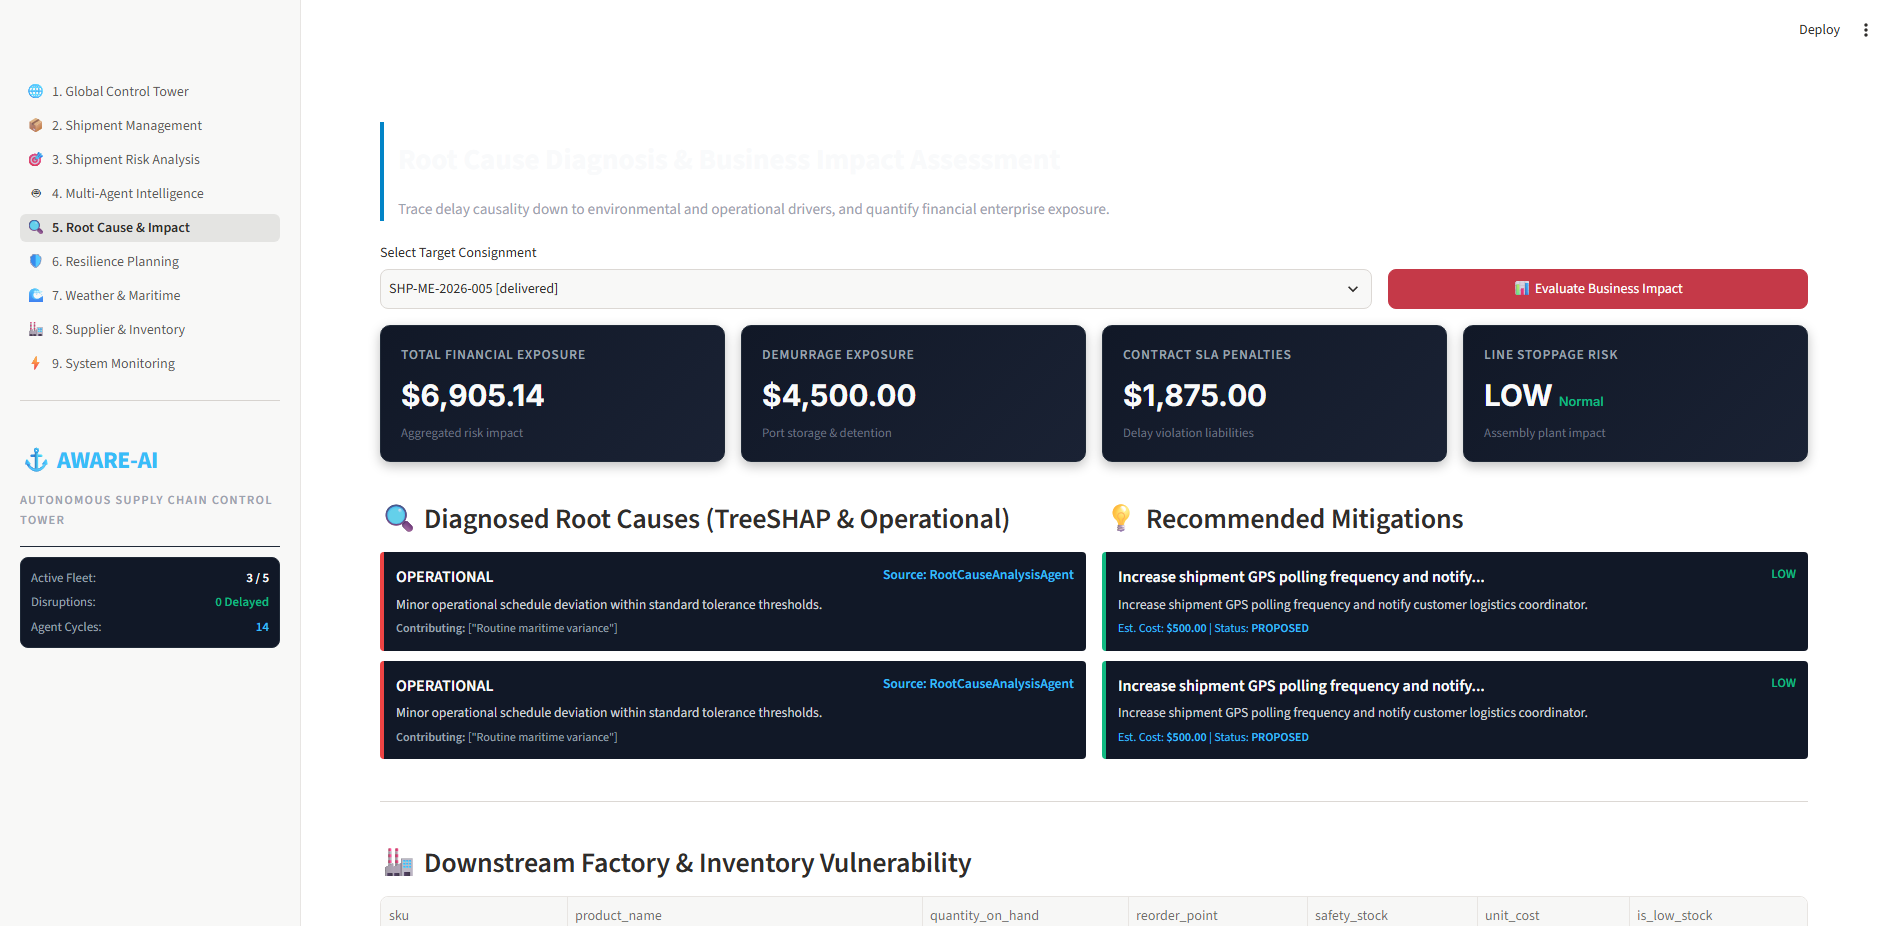 Deploy
1. Global Control Tower
2. Shipment Management
3. Shipment Risk Analysis
4. Multi-Agent Intelligence
5. Root Cause & Impact
6. Resilience Planning
7. Weather & Maritime
8. Supplier & Inventory
9. System Monitoring
AWARE-AI
AUTONOMOUS SUPPLY CHAIN CONTROL
TOWER
Active Fleet: 3 / 5
Disruptions: 0 Delayed
Agent Cycles: 14
Root Cause Diagnosis & Business Impact Assessment
Trace delay causality down to environmental and operational drivers, and quantify financial enterprise exposure.
Select Target Consignment
SHP-ME-2026-005 [delivered]
Evaluate Business Impact
TOTAL FINANCIAL EXPOSURE
$6,905.14
Aggregated risk impact
DEMURRAGE EXPOSURE
$4,500.00
Port storage & detention
CONTRACT SLA PENALTIES
$1,875.00
Delay violation liabilities
LINE STOPPAGE RISK
LOW Normal
Assembly plant impact
Diagnosed Root Causes (TreeSHAP & Operational)
OPERATIONAL Source: RootCauseAnalysisAgent
Minor operational schedule deviation within standard tolerance thresholds.
Contributing: ["Routine maritime variance"]
OPERATIONAL Source: RootCauseAnalysisAgent
Minor operational schedule deviation within standard tolerance thresholds.
Contributing: ["Routine maritime variance"]
Recommended Mitigations
Increase shipment GPS polling frequency and notify... LOW
Increase shipment GPS polling frequency and notify customer logistics coordinator.
Est. Cost: $500.00 | Status: PROPOSED
Increase shipment GPS polling frequency and notify... LOW
Increase shipment GPS polling frequency and notify customer logistics coordinator.
Est. Cost: $500.00 | Status: PROPOSED
Downstream Factory & Inventory Vulnerability
sku product_name quantity_on_hand reorder_point safety_stock unit_cost is_low_stock